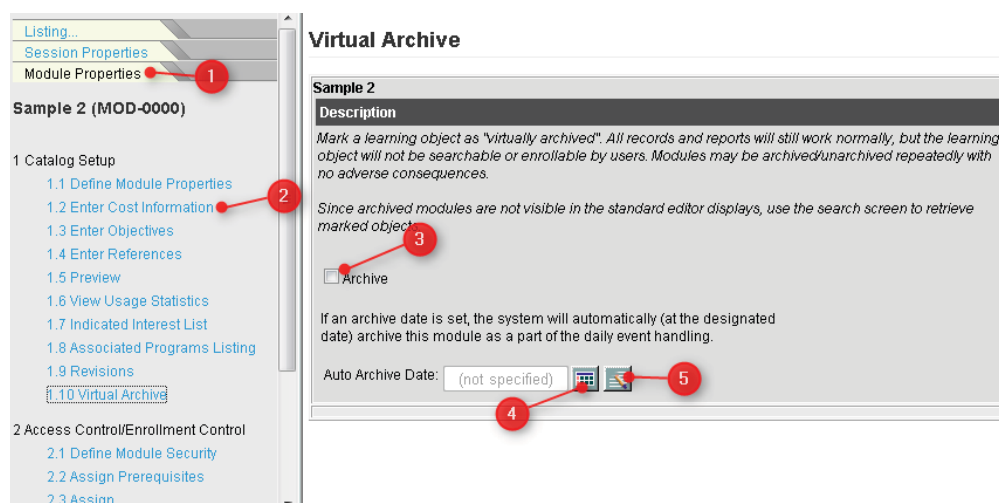 Listing...
Session Properties
Module Properties
1
Sample 2 (MOD-0000)
1 Catalog Setup
1.1 Define Module Properties
1.2 Enter Cost Information
2
1.3 Enter Objectives
1.4 Enter References
1.5 Preview
1.6 View Usage Statistics
1.7 Indicated Interest List
1.8 Associated Programs Listing
1.9 Revisions
1.10 Virtual Archive
2 Access Control/Enrollment Control
2.1 Define Module Security
2.2 Assign Prerequisites
2.3 Assign
Virtual Archive
Sample 2
Description
Mark a learning object as "virtually archived". All records and reports will still work normally, but the learning
object will not be searchable or enrollable by users. Modules may be archived/unarchived repeatedly with
no adverse consequences.
Since archived modules are not visible in the standard editor displays, use the search screen to retrieve
marked objects
3
Archive
If an archive date is set, the system will automatically (at the designated
date) archive this module as a part of the daily event handling.
Auto Archive Date: (not specified)
5
4